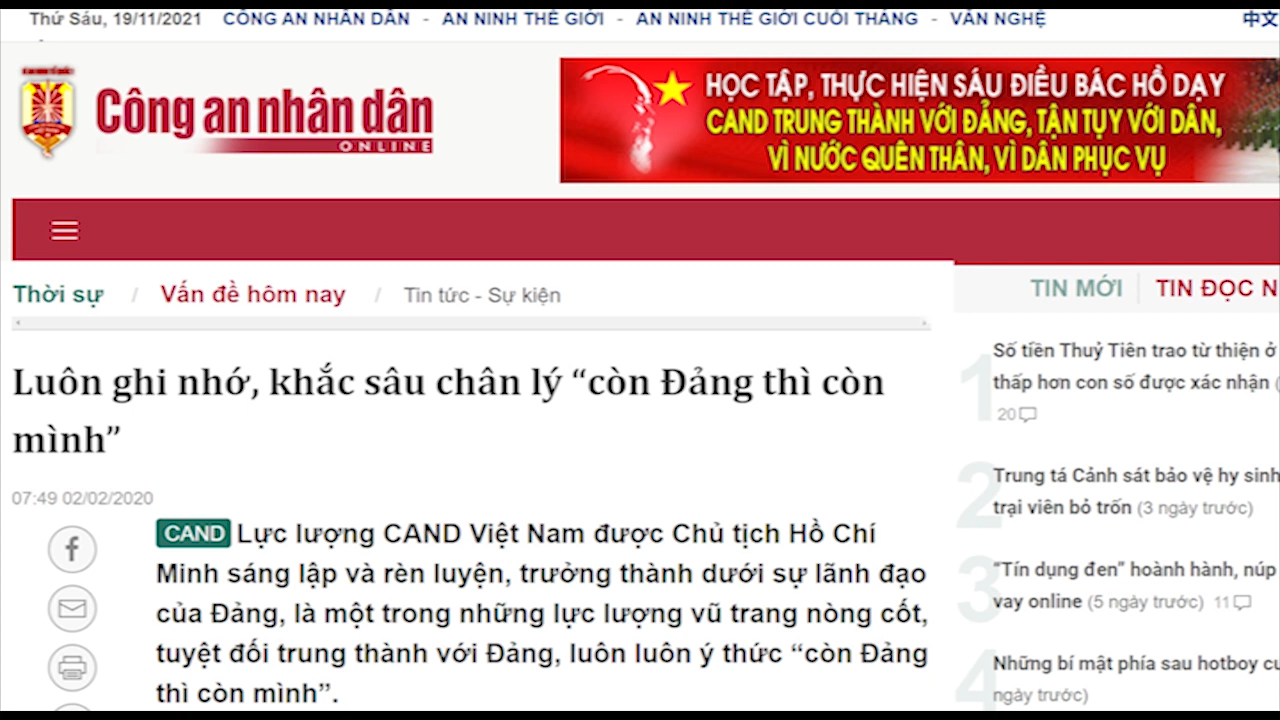 Thứ Sáu, 19/11/2021 CÔNG AN NHÂN DÂN - AN NINH THẾ GIỚI - AN NINH THẾ GIỚI CUỐI THÁNG - VĂN NGHỆ 中文
Công an nhân dân
ONLINE
HỌC TẬP, THỰC HIỆN SÁU ĐIỀU BÁC HỒ DẠY
CAND TRUNG THÀNH VỚI ĐẢNG, TẬN TỤY VỚI DÂN,
VÌ NƯỚC QUÊN THÂN, VÌ DÂN PHỤC VỤ
Thời sự / Vấn đề hôm nay / Tin tức - Sự kiện
Luôn ghi nhớ, khắc sâu chân lý “còn Đảng thì còn
mình”
07:49 02/02/2020
CAND Lực lượng CAND Việt Nam được Chủ tịch Hồ Chí
Minh sáng lập và rèn luyện, trưởng thành dưới sự lãnh đạo
của Đảng, là một trong những lực lượng vũ trang nòng cốt,
tuyệt đối trung thành với Đảng, luôn luôn ý thức “còn Đảng
thì còn mình”.
TIN MỚI TIN ĐỌC N
1
Số tiền Thuỷ Tiên trao từ thiện ở
thấp hơn con số được xác nhận (
20
2
Trung tá Cảnh sát bảo vệ hy sinh
trại viên bỏ trốn (3 ngày trước)
3
“Tín dụng đen” hoành hành, núp
vay online (5 ngày trước) 11
4
Những bí mật phía sau hotboy
ngày trước)